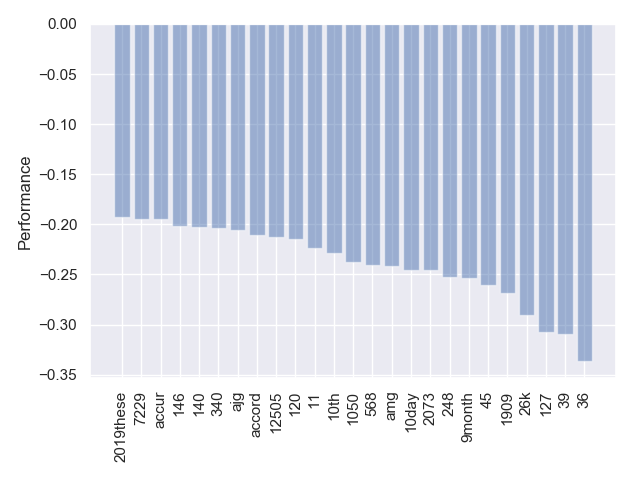 0.00
−0.05
−0.10
−0.15
−0.20
−0.25
−0.30
−0.35
Performance
2019these
7229
accur
146
140
340
ajg
accord
12505
120
11
10th
1050
568
amg
10day
2073
248
9month
45
1909
26k
127
39
36